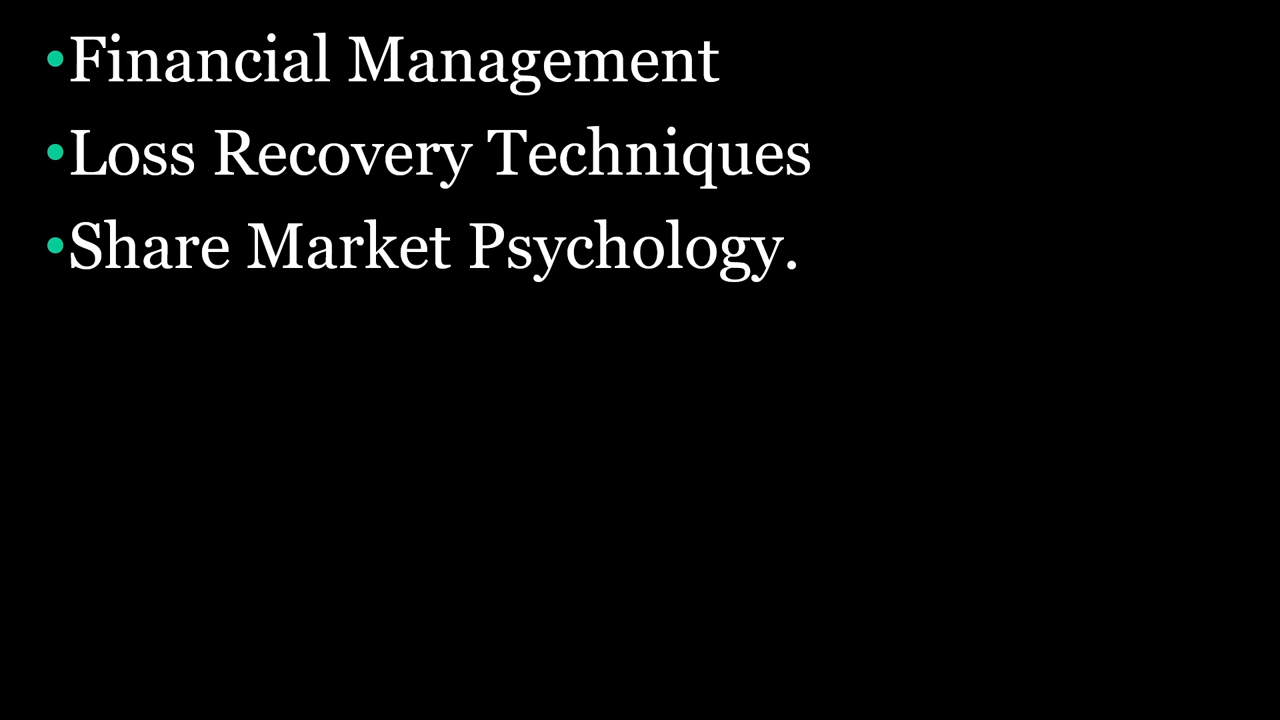 •Financial Management
•Loss Recovery Techniques
•Share Market Psychology.